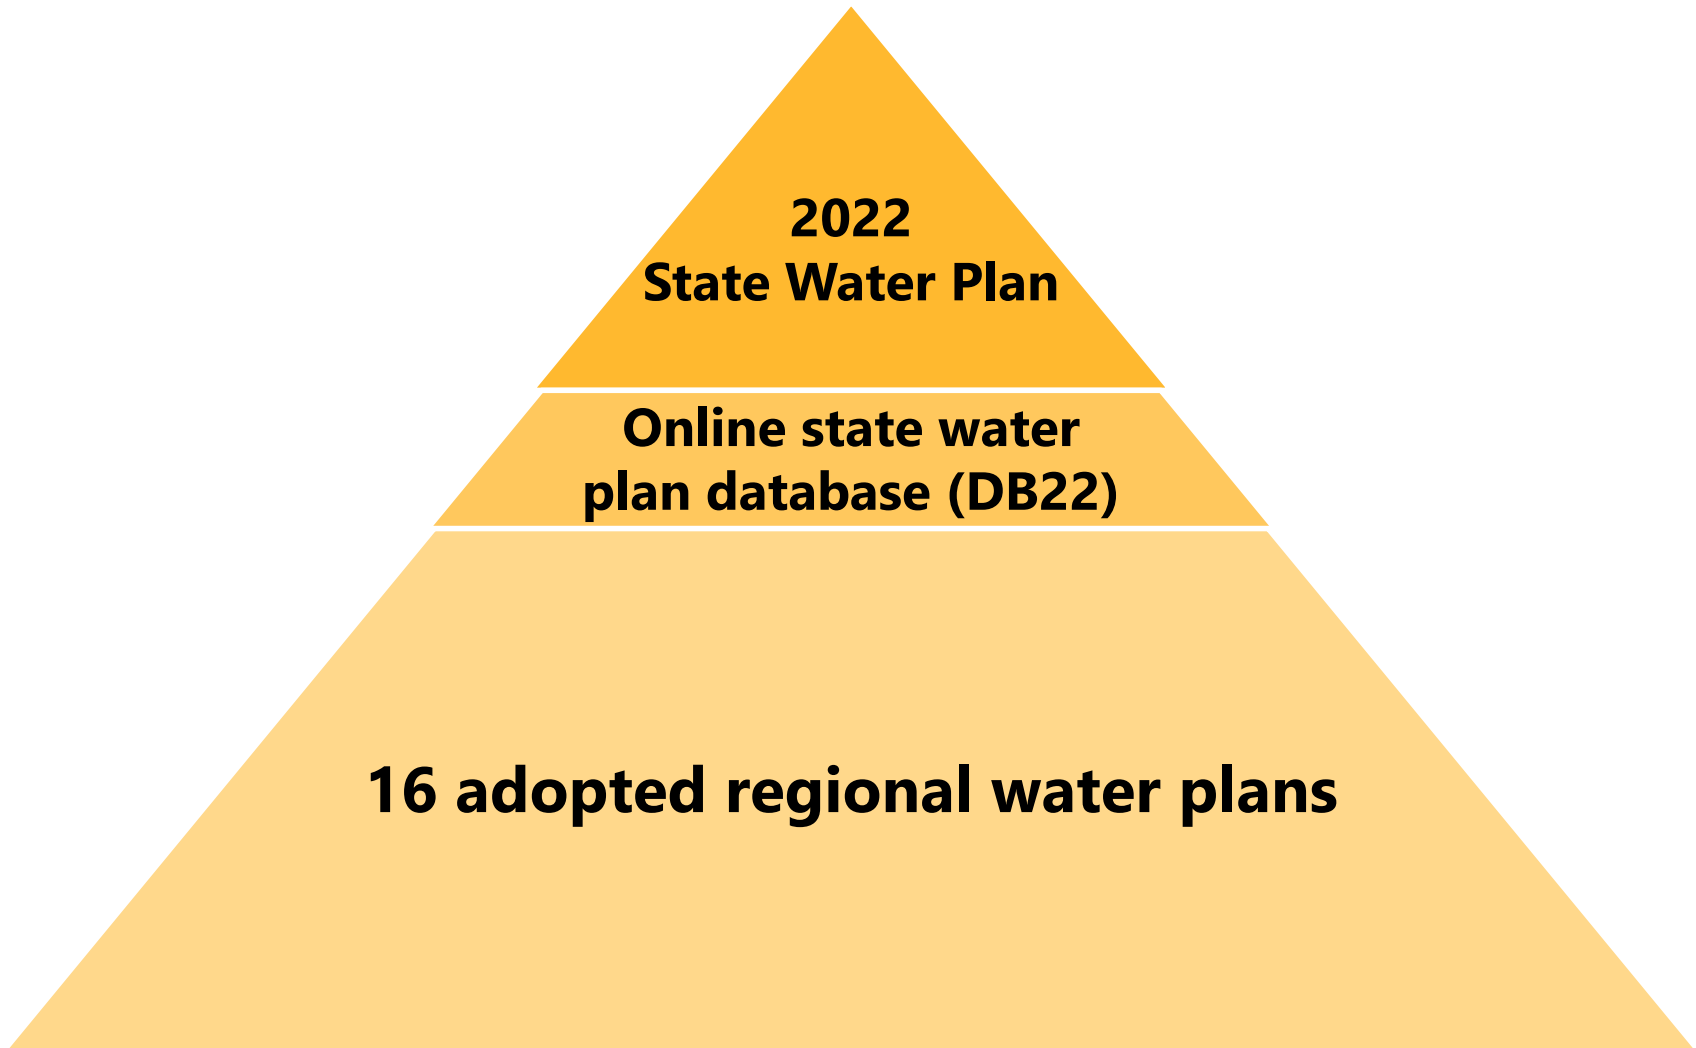 2022
State Water Plan
Online state water
plan database (DB22)
16 adopted regional water plans